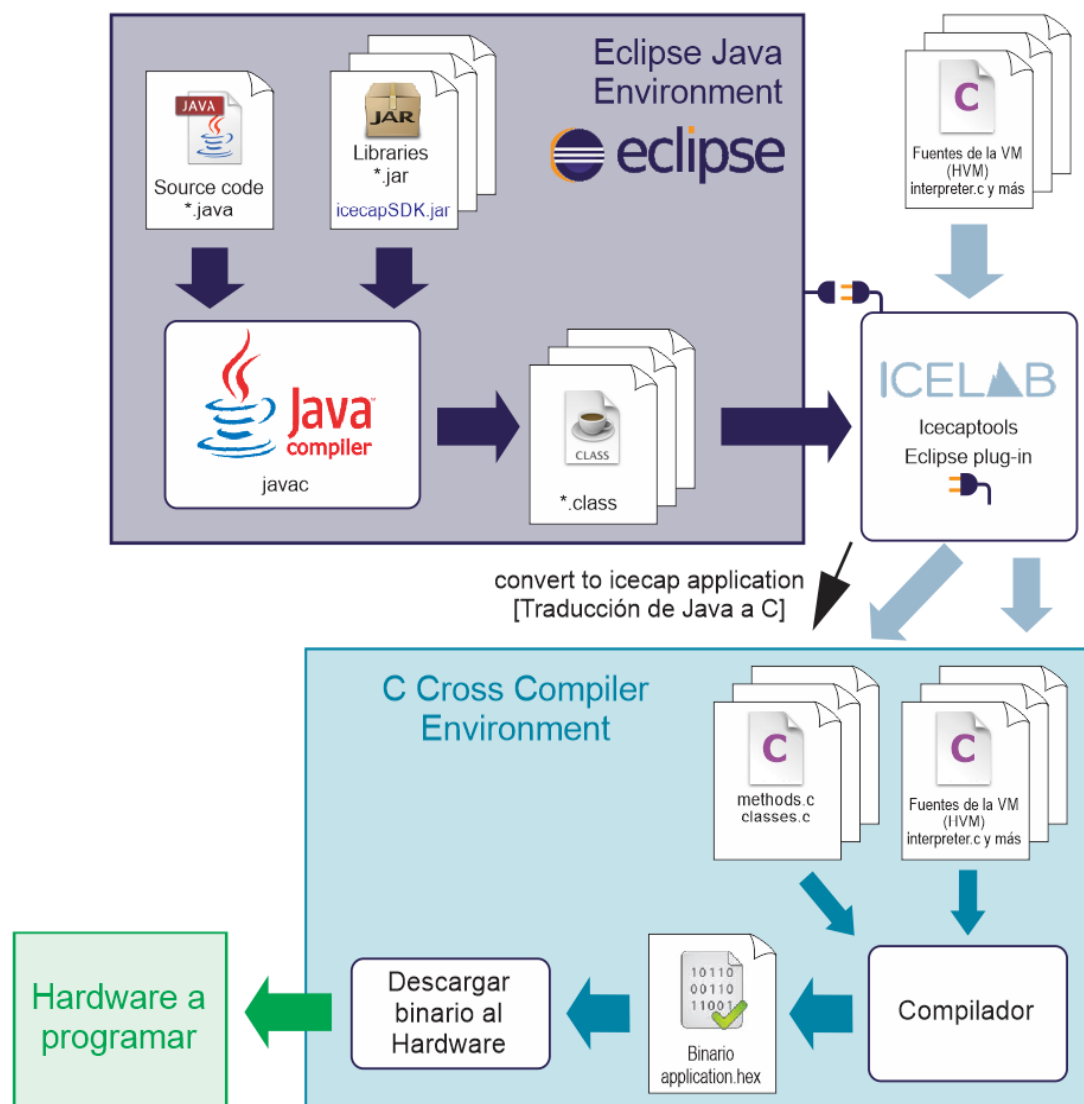 Eclipse Java
Environment
eclipse
JAVA
Source code
*.java
JAR
Libraries
*.jar
icecapSDK.jar
C
Fuentes de la VM
(HVM)
interpreter.c y más
Java™
compiler
javac
CLASS
*.class
ICELAB
Icecaptools
Eclipse plug-in
convert to icecap application
[Traducción de Java a C]
C Cross Compiler
Environment
C
methods.c
classes.c
C
Fuentes de la VM
(HVM)
interpreter.c y más
Compilador
10110
00110
11001
Binario
application.hex
Descargar
binario al
Hardware
Hardware a
programar